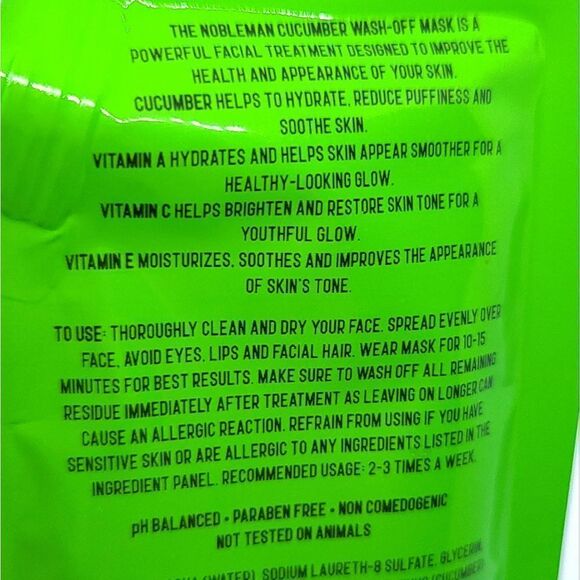 THE NOBLEMAN CUCUMBER WASH-OFF MASK IS A
POWERFUL FACIAL TREATMENT DESIGNED TO IMPROVE THE
HEALTH AND APPEARANCE OF YOUR SKIN.
CUCUMBER HELPS TO HYDRATE, REDUCE PUFFINESS AND
SOOTHE SKIN.
VITAMIN A HYDRATES AND HELPS SKIN APPEAR SMOOTHER FOR A
HEALTHY-LOOKING GLOW.
VITAMIN C HELPS BRIGHTEN AND RESTORE SKIN TONE FOR A
YOUTHFUL GLOW.
VITAMIN E MOISTURIZES, SOOTHES AND IMPROVES THE APPEARANCE
OF SKIN'S TONE.
TO USE: THOROUGHLY CLEAN AND DRY YOUR FACE. SPREAD EVENLY OVER
FACE, AVOID EYES, LIPS AND FACIAL HAIR. WEAR MASK FOR 10-15
MINUTES FOR BEST RESULTS. MAKE SURE TO WASH OFF ALL REMAINING
RESIDUE IMMEDIATELY AFTER TREATMENT AS LEAVING ON LONGER CAN
CAUSE AN ALLERGIC REACTION. REFRAIN FROM USING IF YOU HAVE
SENSITIVE SKIN OR ARE ALLERGIC TO ANY INGREDIENTS LISTED IN THE
INGREDIENT PANEL. RECOMMENDED USAGE: 2-3 TIMES A WEEK.
pH BALANCED • PARABEN FREE • NON COMEDOGENIC
NOT TESTED ON ANIMALS
(WATER), SODIUM LAURETH-8 SULFATE, GLYCERIN,
(CUCUMBER)